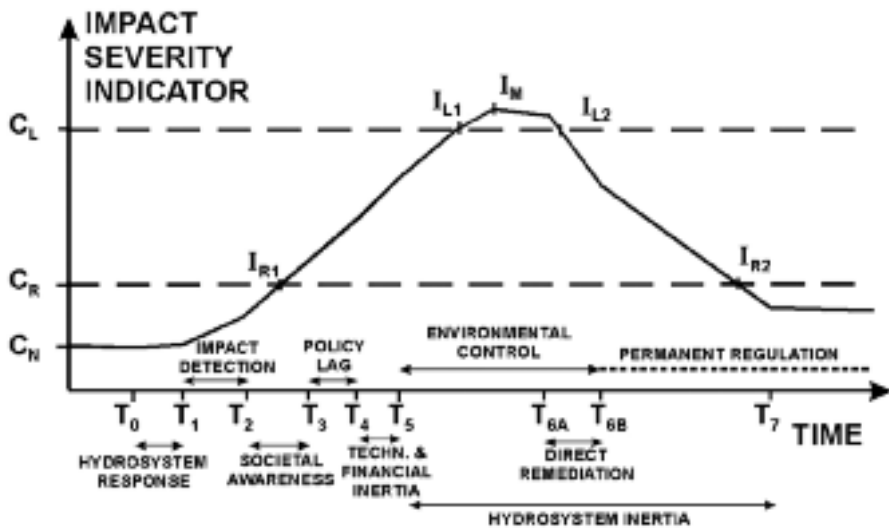 IMPACT
SEVERITY
INDICATOR
I_L1
I_M
I_L2
C_L
I_R1
I_R2
C_R
C_N
IMPACT
DETECTION
POLICY
LAG
ENVIRONMENTAL
CONTROL
PERMANENT REGULATION
T_0 T_1 T_2 T_3 T_4 T_5 T_6A T_6B T_7 TIME
HYDROSYSTEM
RESPONSE
SOCIETAL
AWARENESS
TECHN. &
FINANCIAL
INERTIA
DIRECT
REMEDIATION
HYDROSYSTEM INERTIA